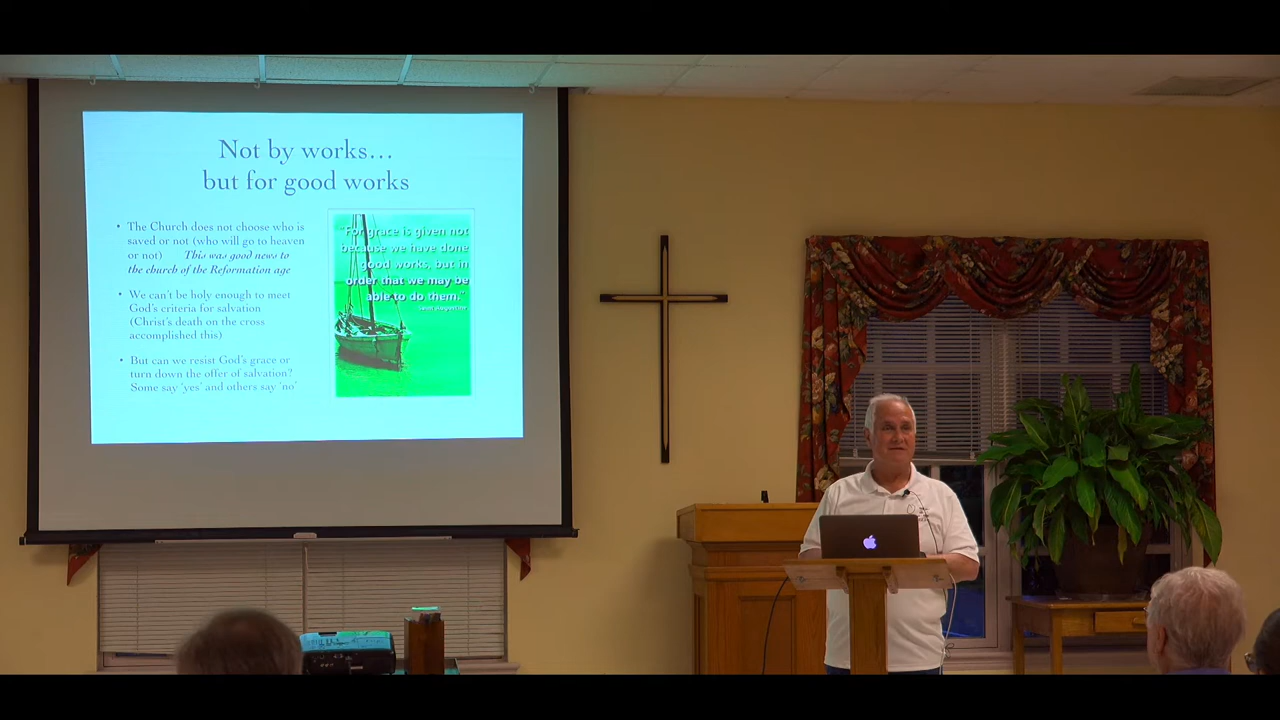 Not by works…
but for good works
• The Church does not choose who is
saved or not (who will go to heaven
or not) This was good news to
the church of the Reformation age
• We can't be holy enough to meet
God's criteria for salvation
(Christ's death on the cross
accomplished this)
• But can we resist God's grace or
turn down the offer of salvation?
Some say 'yes' and others say 'no'
"For grace is given not
because we have done
good works, but in
order that we may be
able to do them."